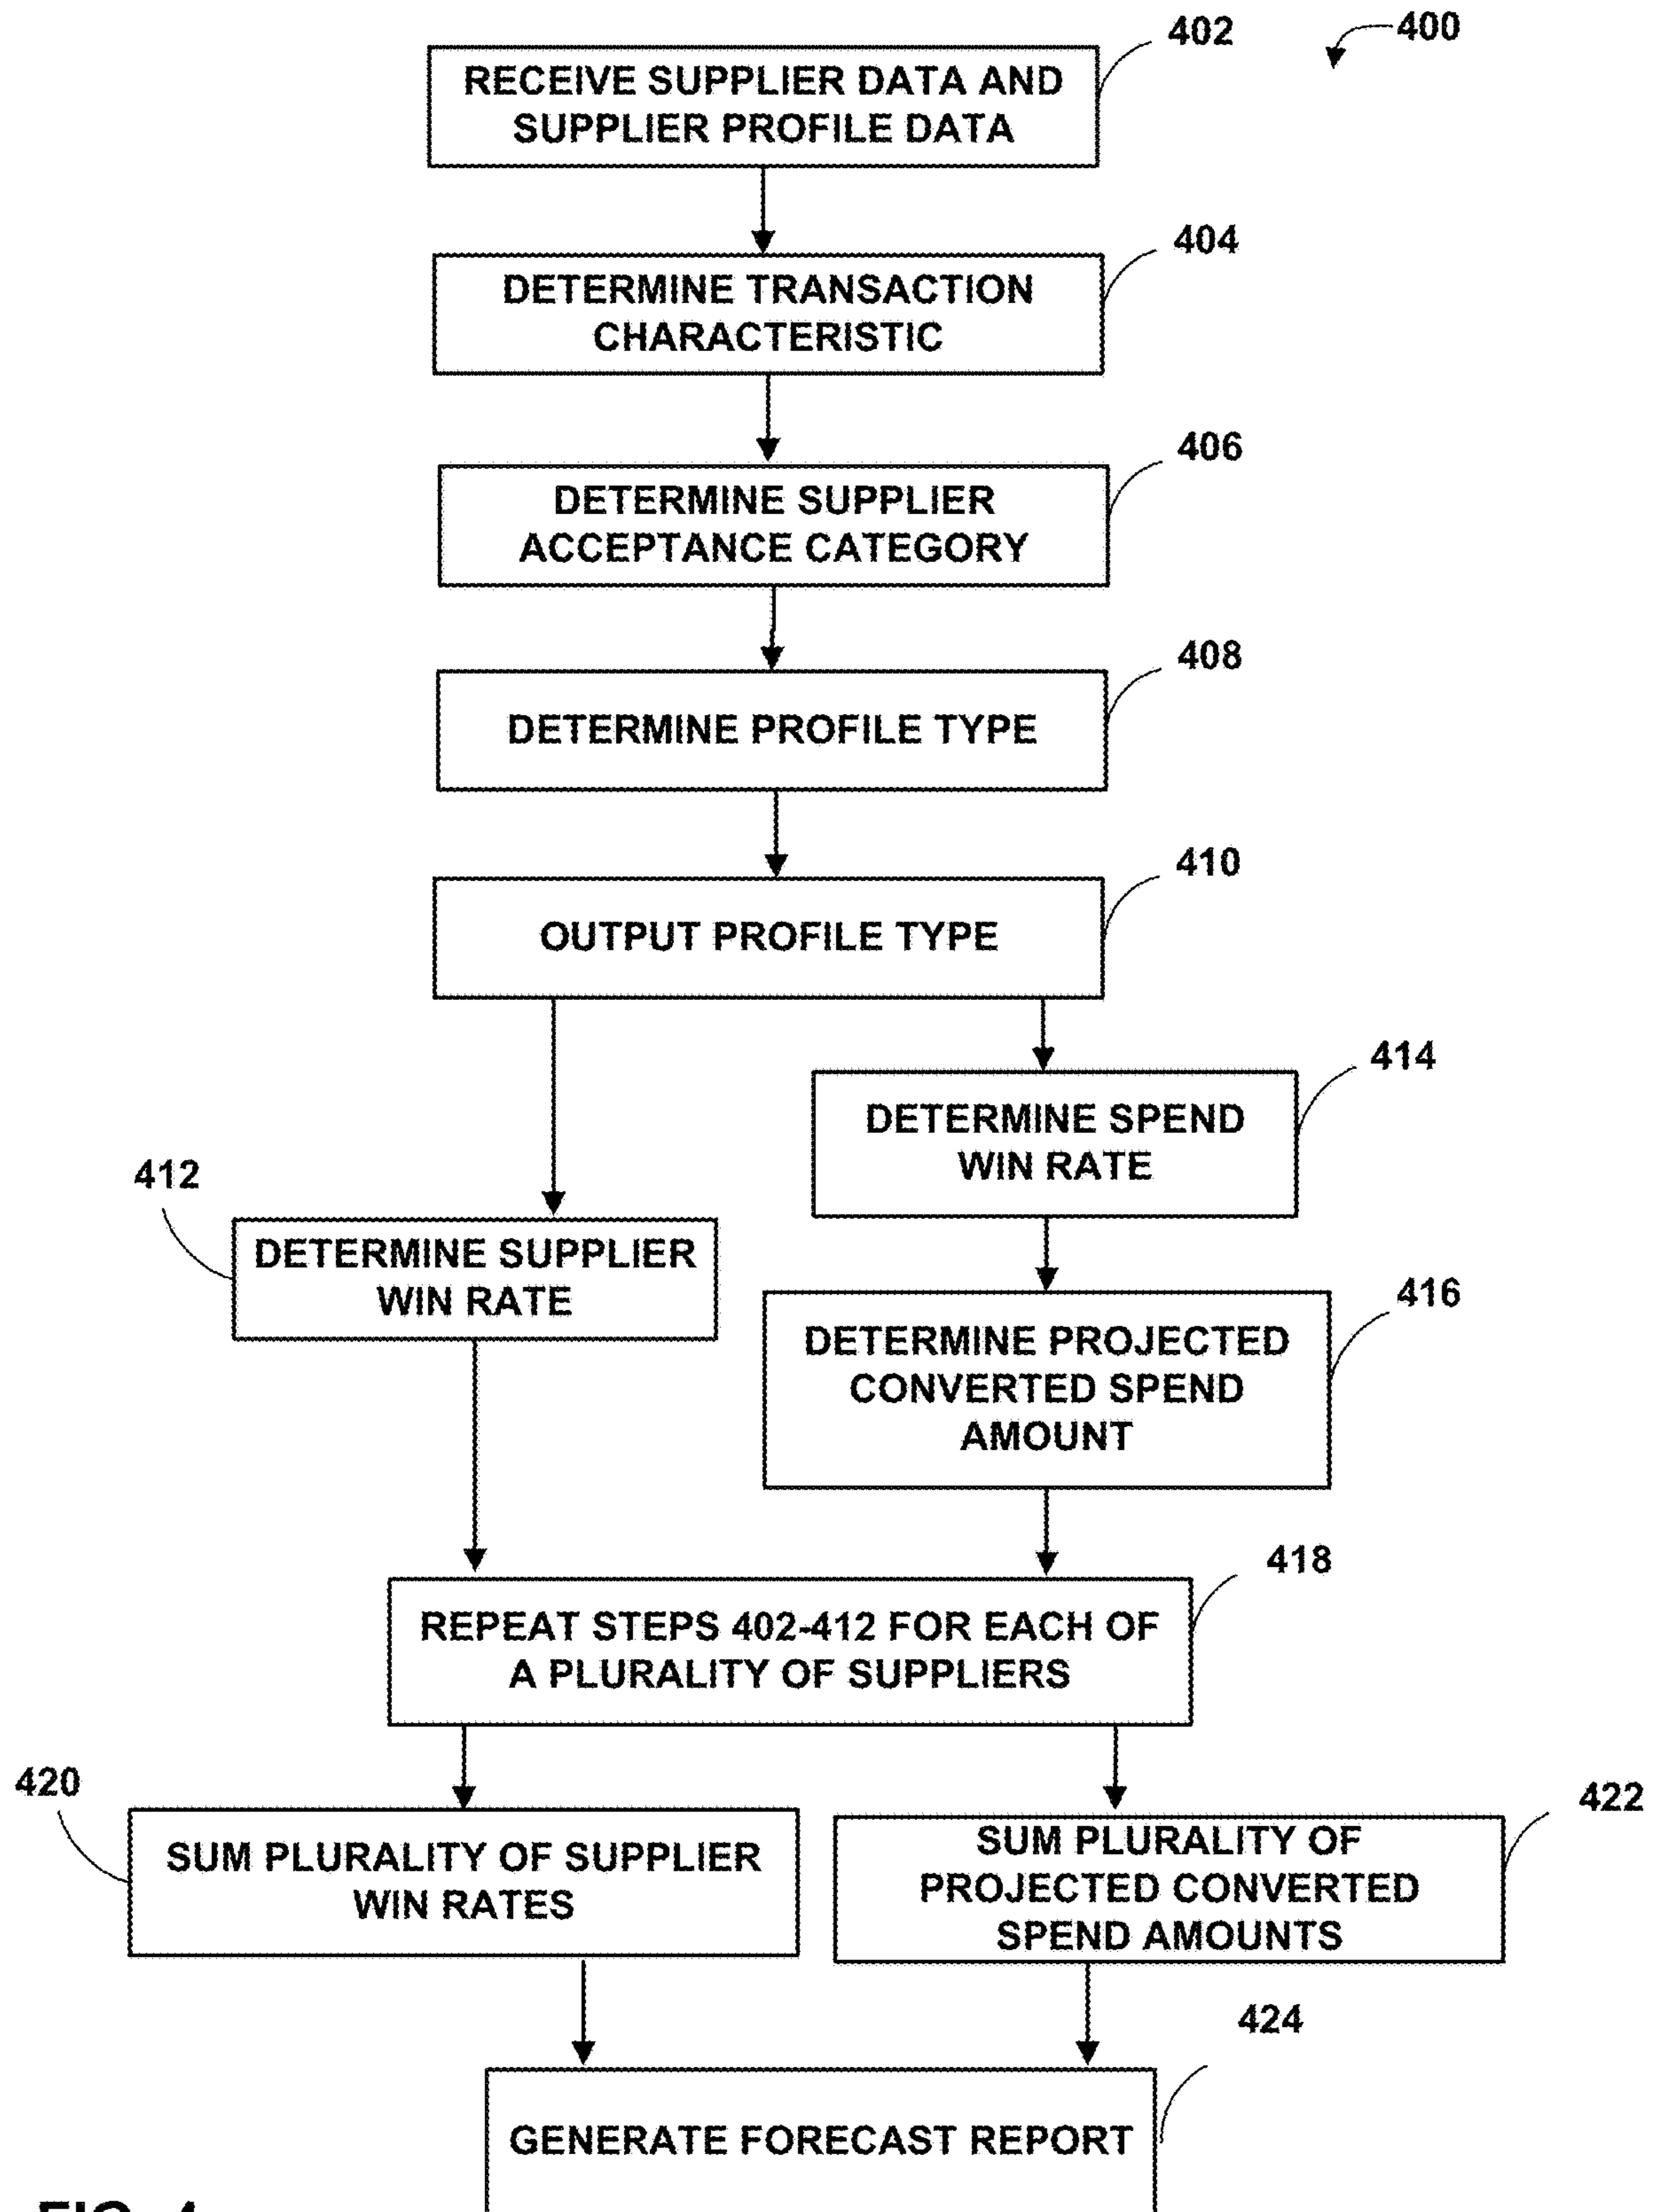 402
400
RECEIVE SUPPLIER DATA AND
SUPPLIER PROFILE DATA
404
DETERMINE TRANSACTION
CHARACTERISTIC
406
DETERMINE SUPPLIER
ACCEPTANCE CATEGORY
408
DETERMINE PROFILE TYPE
410
OUTPUT PROFILE TYPE
414
DETERMINE SPEND
WIN RATE
412
DETERMINE SUPPLIER
WIN RATE
416
DETERMINE PROJECTED
CONVERTED SPEND
AMOUNT
418
REPEAT STEPS 402-412 FOR EACH OF
A PLURALITY OF SUPPLIERS
420
SUM PLURALITY OF SUPPLIER
WIN RATES
422
SUM PLURALITY OF
PROJECTED CONVERTED
SPEND AMOUNTS
424
GENERATE FORECAST REPORT